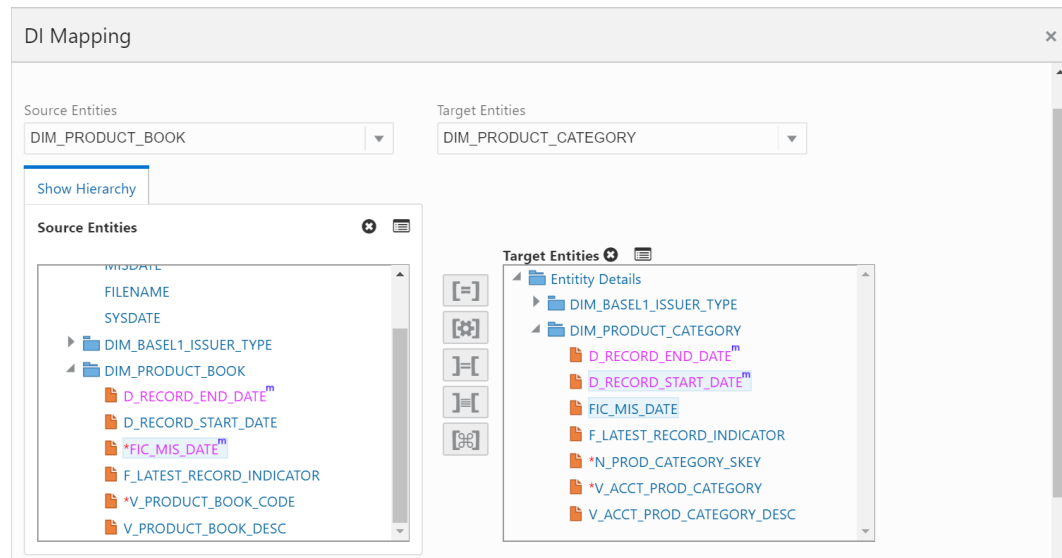 DI Mapping
×
Source Entities
Target Entities
DIM_PRODUCT_BOOK
DIM_PRODUCT_CATEGORY
Show Hierarchy
Source Entities
MISDATE
FILENAME
SYSDATE
DIM_BASEL1_ISSUER_TYPE
DIM_PRODUCT_BOOK
D_RECORD_END_DATEm
D_RECORD_START_DATE
*FIC_MIS_DATEm
F_LATEST_RECORD_INDICATOR
*V_PRODUCT_BOOK_CODE
V_PRODUCT_BOOK_DESC
[=]
]=[
]≡[
[⌘]
Target Entities
Entitity Details
DIM_BASEL1_ISSUER_TYPE
DIM_PRODUCT_CATEGORY
D_RECORD_END_DATEm
D_RECORD_START_DATEm
FIC_MIS_DATE
F_LATEST_RECORD_INDICATOR
*N_PROD_CATEGORY_SKEY
*V_ACCT_PROD_CATEGORY
V_ACCT_PROD_CATEGORY_DESC